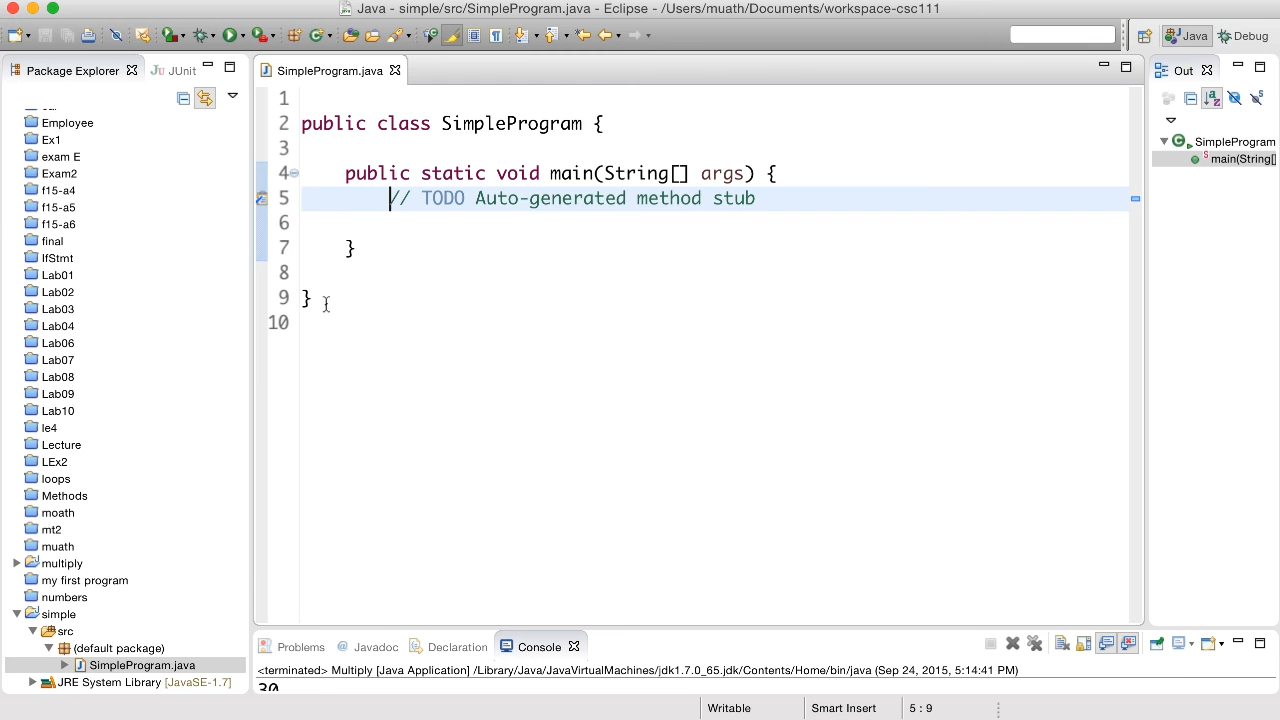 Java - simple/src/SimpleProgram.java - Eclipse - /Users/muath/Documents/workspace-csc111
Java
Debug
Package Explorer
JUnit
Employee
Ex1
exam E
Exam2
f15-a4
f15-a5
f15-a6
final
IfStmt
Lab01
Lab02
Lab03
Lab04
Lab06
Lab07
Lab08
Lab09
Lab10
le4
Lecture
LEx2
loops
Methods
moath
mt2
muath
multiply
my first program
numbers
simple
src
(default package)
SimpleProgram.java
JRE System Library [JavaSE-1.7]
SimpleProgram.java
1
2 public class SimpleProgram {
3
4 public static void main(String[] args) {
5 // TODO Auto-generated method stub
6
7 }
8
9 }
10
Out
SimpleProgram
main(String[]
Problems @ Javadoc Declaration Console
<terminated> Multiply [Java Application] /Library/Java/JavaVirtualMachines/jdk1.7.0_65.jdk/Contents/Home/bin/java (Sep 24, 2015, 5:14:41 PM)
30
Writable
Smart Insert
5 : 9